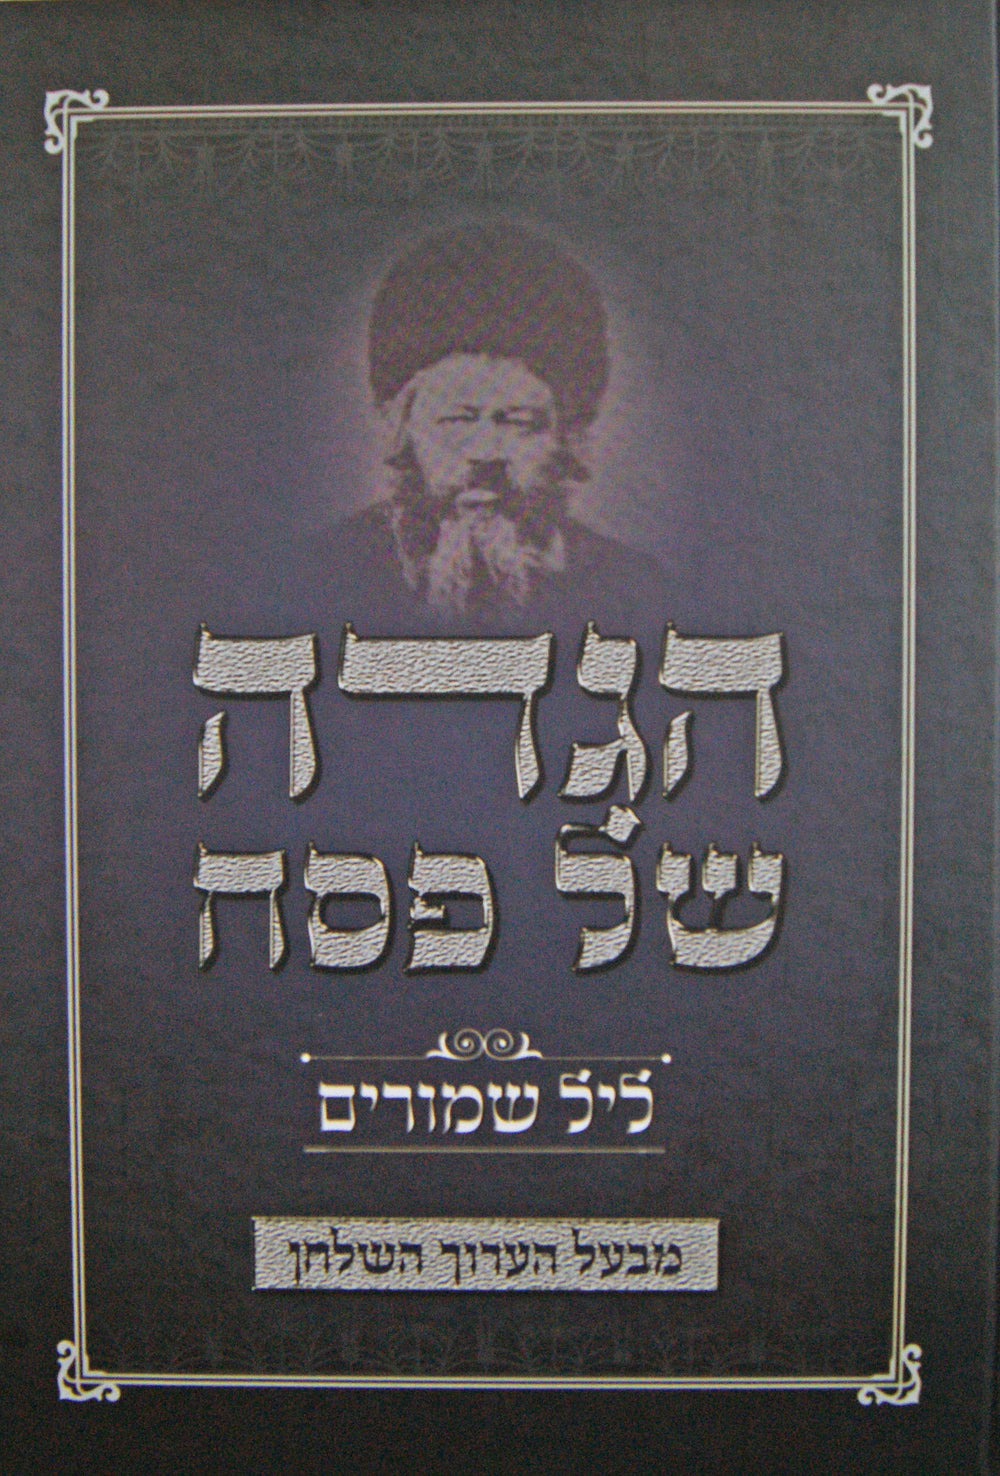 הגדה
של פסח
ליל שמורים
מבעל הערוך השלחן